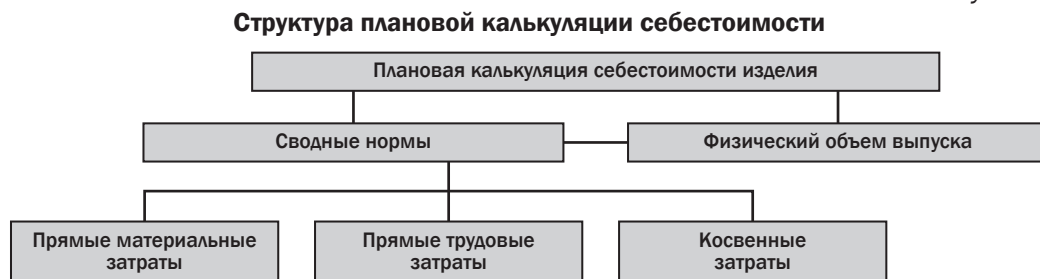 Структура плановой калькуляции себестоимости
Плановая калькуляция себестоимости изделия
Сводные нормы
Физический объем выпуска
Прямые материальные
затраты
Прямые трудовые
затраты
Косвенные
затраты